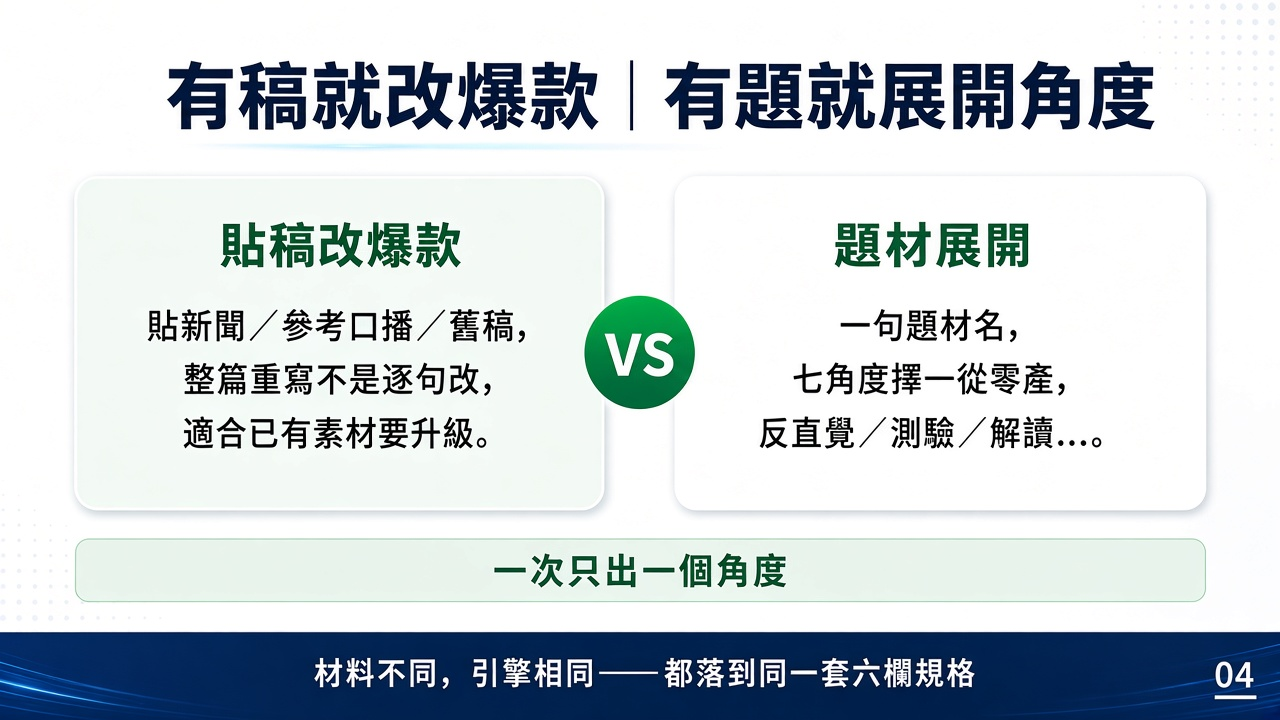 有稿就改爆款｜有題就展開角度
貼稿改爆款
貼新聞／參考口播／舊稿，
整篇重寫不是逐句改，
適合已有素材要升級。
VS
題材展開
一句題材名，
七角度擇一從零產，
反直覺／測驗／解讀…。
一次只出一個角度
材料不同，引擎相同——都落到同一套六欄規格
04